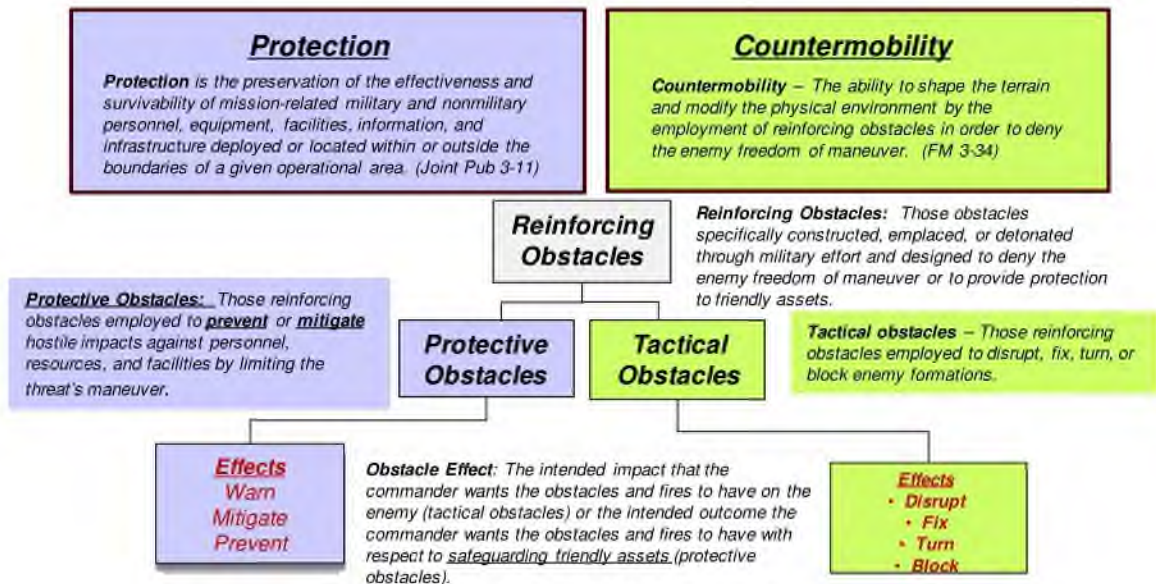 Protection
Protection is the preservation of the effectiveness and
survivability of mission-related military and nonmilitary
personnel, equipment, facilities, information, and
infrastructure deployed or located within or outside the
boundaries of a given operational area. (Joint Pub 3-11)
Countermobility
Countermobility – The ability to shape the terrain
and modify the physical environment by the
employment of reinforcing obstacles in order to deny
the enemy freedom of maneuver. (FM 3-34)
Reinforcing
Obstacles
Reinforcing Obstacles: Those obstacles
specifically constructed, emplaced, or detonated
through military effort and designed to deny the
enemy freedom of maneuver or to provide protection
to friendly assets.
Protective Obstacles: Those reinforcing
obstacles employed to prevent or mitigate
hostile impacts against personnel,
resources, and facilities by limiting the
threat's maneuver.
Protective
Obstacles
Tactical
Obstacles
Tactical obstacles – Those reinforcing
obstacles employed to disrupt, fix, turn, or
block enemy formations.
Effects
Warn
Mitigate
Prevent
Obstacle Effect: The intended impact that the
commander wants the obstacles and fires to have on the
enemy (tactical obstacles) or the intended outcome the
commander wants the obstacles and fires to have with
respect to safeguarding friendly assets (protective
obstacles).
Effects
• Disrupt
• Fix
• Turn
• Block